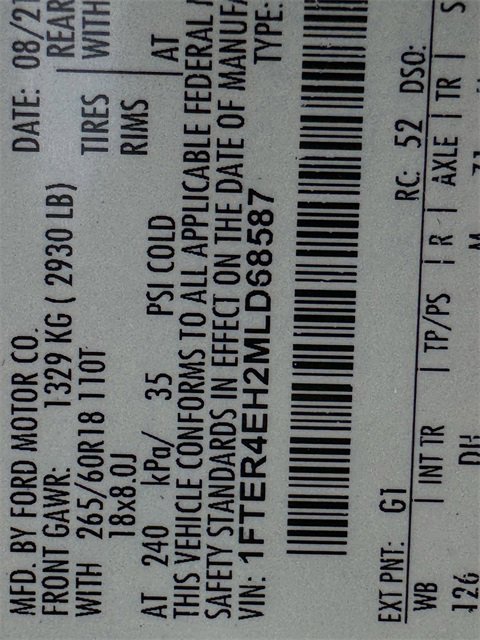 MFD. BY FORD MOTOR CO.
DATE: 08/21
FRONT GAWR: 1329 KG ( 2930 LB)
REAR
WITH 265/60R18 110T
TIRES
WITH
18x8.0J
RIMS
AT 240 kPa/ 35 PSI COLD
AT
THIS VEHICLE CONFORMS TO ALL APPLICABLE FEDERAL
SAFETY STANDARDS IN EFFECT ON THE DATE OF MANUFA
VIN: 1FTER4EH2MLD68587
TYPE:
EXT PNT: G1
RC: 52 DSO:
WB | INT TR | TP/PS | R | AXLE | TR | S
126